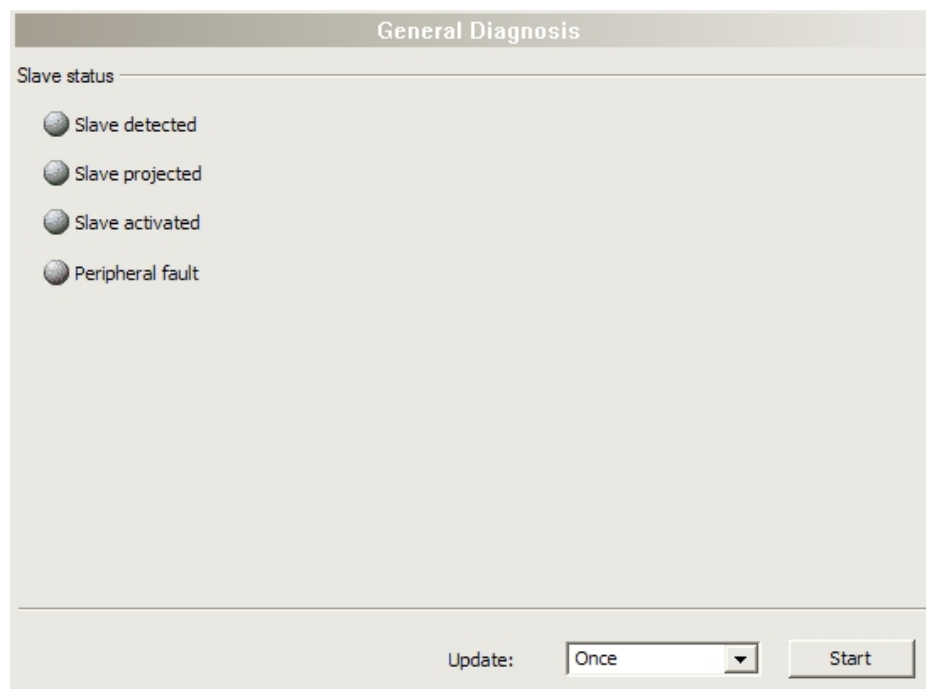 General Diagnosis
Slave status
Slave detected
Slave projected
Slave activated
Peripheral fault
Update: Once Start